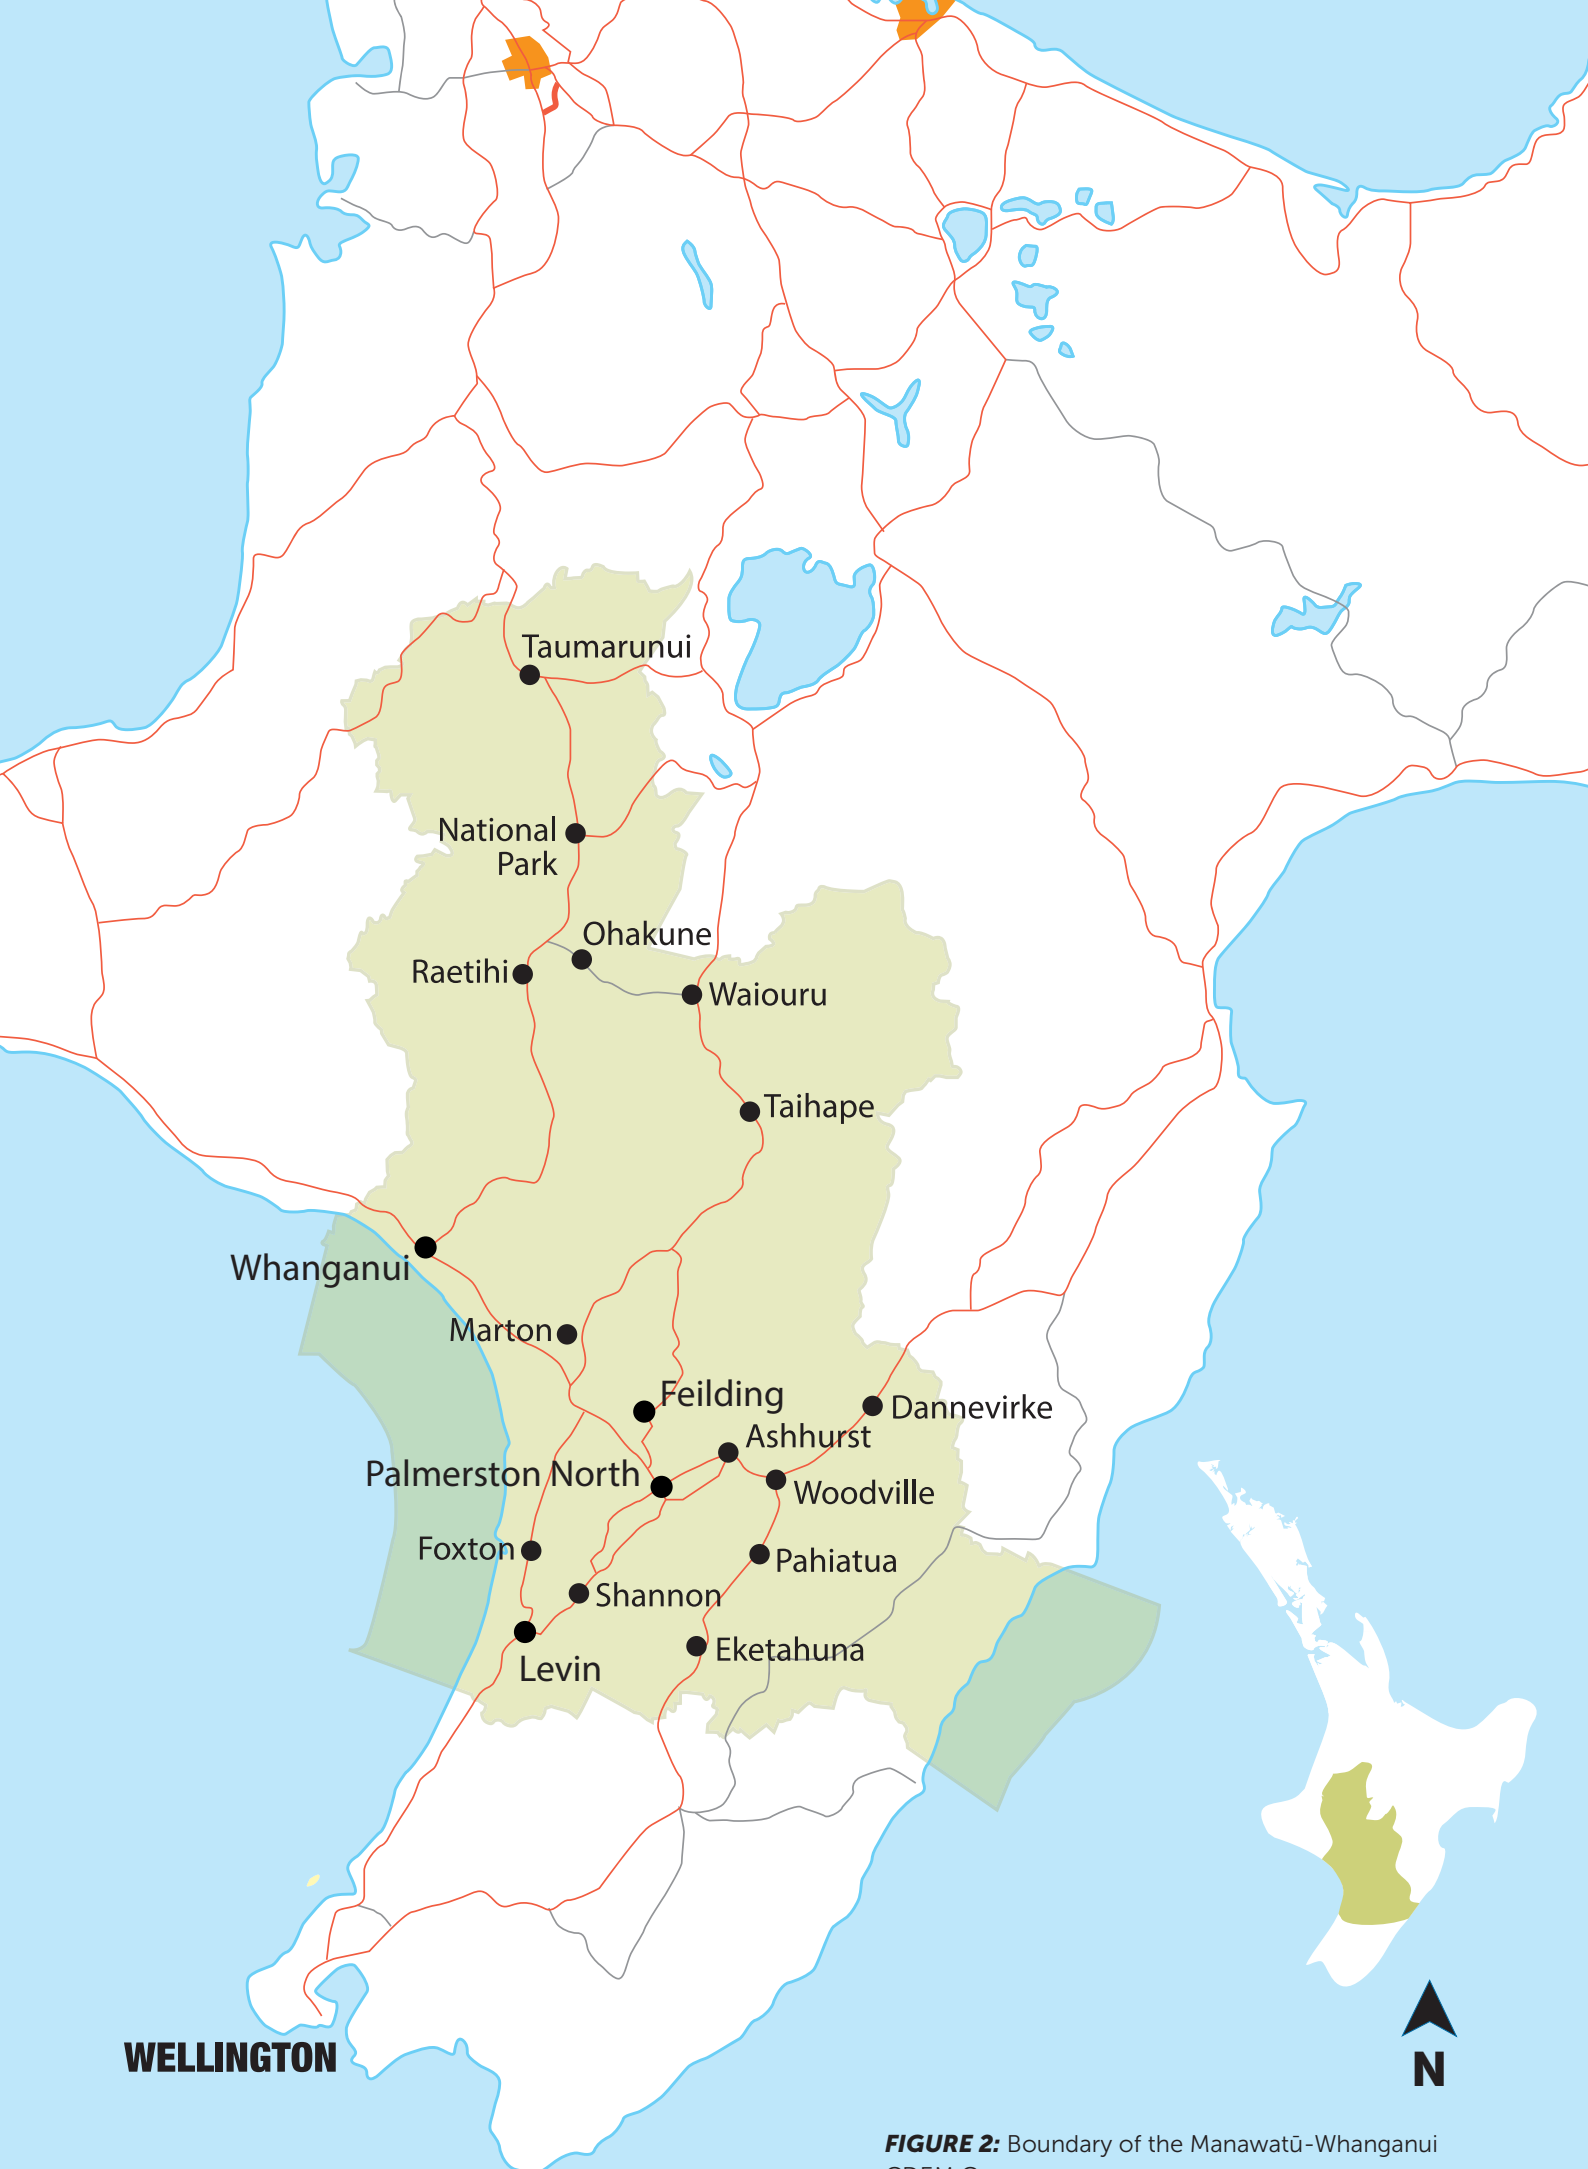 Taumarunui
National
Park
Ohakune
Raetihi
Waiouru
Taihape
Whanganui
Marton
Feilding
Dannevirke
Ashhurst
Palmerston North
Woodville
Foxton
Pahiatua
Shannon
Eketahuna
Levin
WELLINGTON
N
FIGURE 2: Boundary of the Manawatū-Whanganui